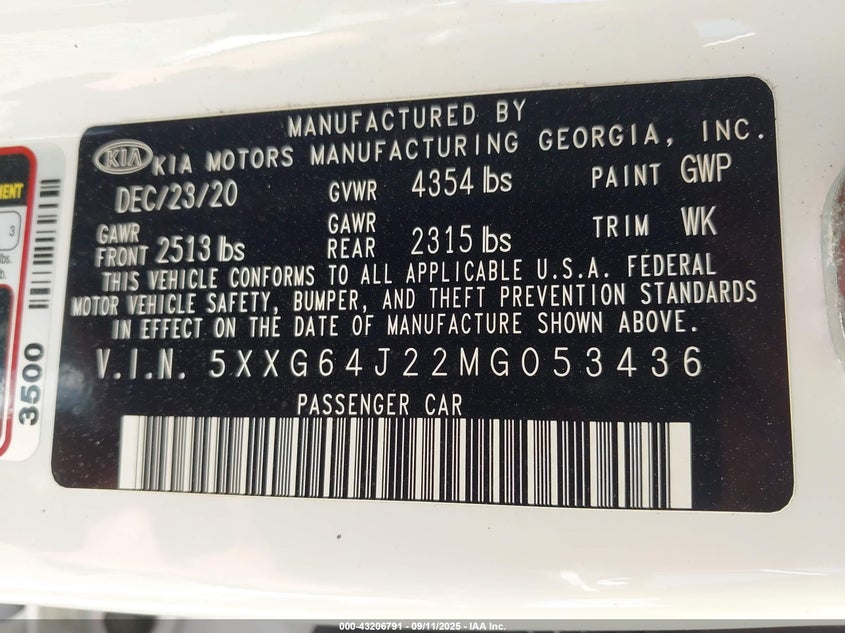 MANUFACTURED BY
KIA KIA MOTORS MANUFACTURING GEORGIA, INC.
DEC/23/20 GVWR 4354 lbs PAINT GWP
GAWR FRONT 2513 lbs GAWR REAR 2315 lbs TRIM WK
THIS VEHICLE CONFORMS TO ALL APPLICABLE U.S.A. FEDERAL
MOTOR VEHICLE SAFETY, BUMPER, AND THEFT PREVENTION STANDARDS
IN EFFECT ON THE DATE OF MANUFACTURE SHOWN ABOVE.
V.I.N. 5XXG64J22MG053436
PASSENGER CAR
3
lbs.
3500
000-43206791 - 09/11/2025 - IAA Inc.